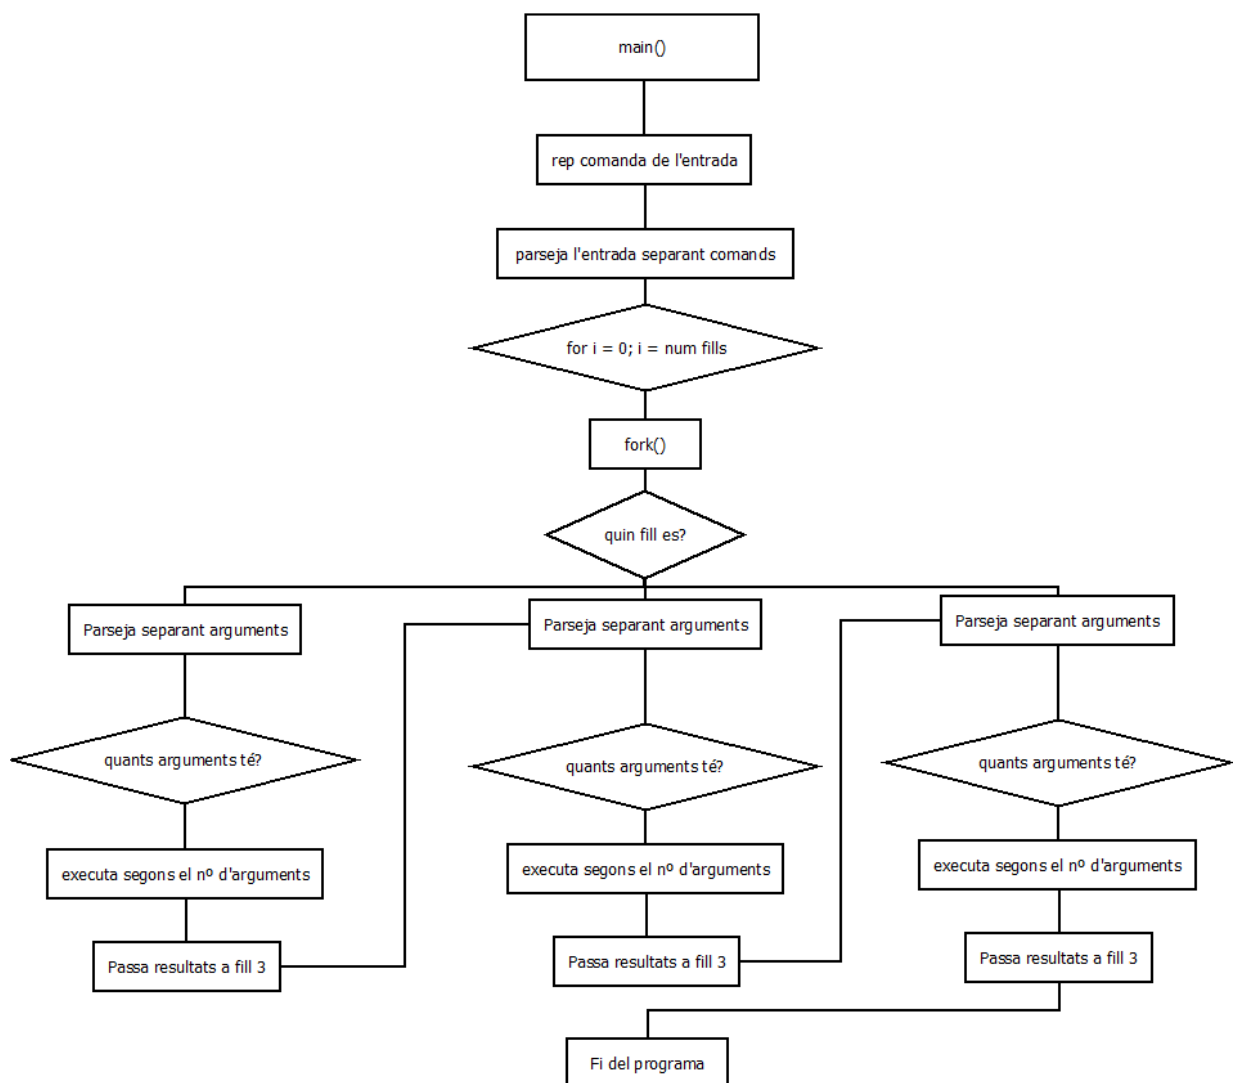 main()
rep comanda de l'entrada
parseja l'entrada separant comands
for i = 0; i = num fills
fork()
quin fill es?
Parseja separant arguments
Parseja separant arguments
Parseja separant arguments
quants arguments té?
quants arguments té?
quants arguments té?
executa segons el nº d'arguments
executa segons el nº d'arguments
executa segons el nº d'arguments
Passa resultats a fill 3
Passa resultats a fill 3
Passa resultats a fill 3
Fi del programa